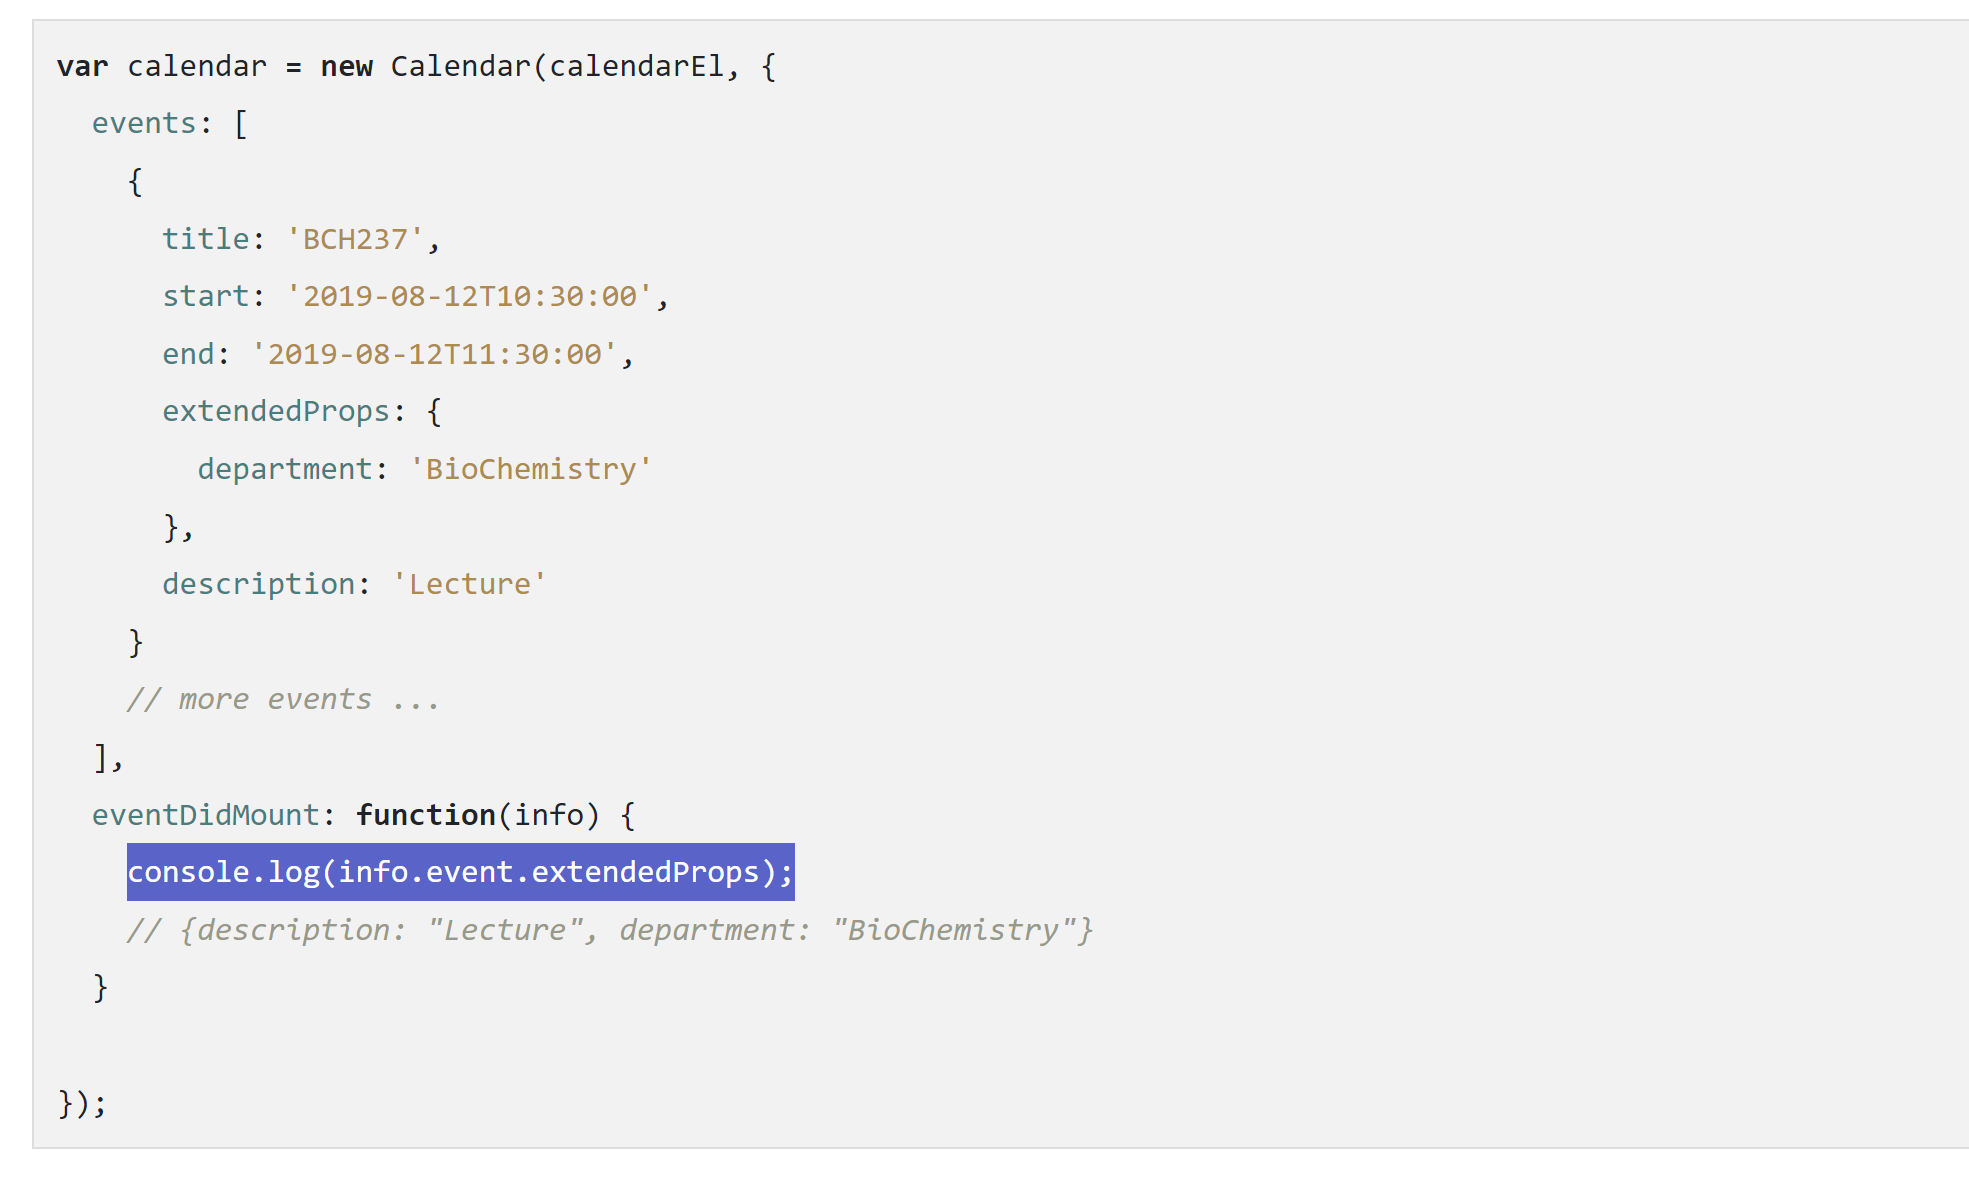 var calendar = new Calendar(calendarEl, {
  events: [
    {
      title: 'BCH237',
      start: '2019-08-12T10:30:00',
      end: '2019-08-12T11:30:00',
      extendedProps: {
        department: 'BioChemistry'
      },
      description: 'Lecture'
    }
    // more events ...
  ],
  eventDidMount: function(info) {
    console.log(info.event.extendedProps);
    // {description: "Lecture", department: "BioChemistry"}
  }

});